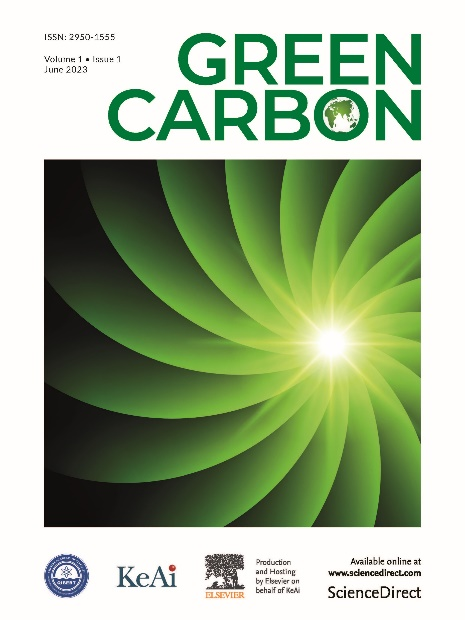 ISSN: 2950-1555
Volume 1 • Issue 1
June 2023
GREEN
CARBON
QIBEBT
KeAi
ELSEVIER
Production
and Hosting
by Elsevier on
behalf of KeAi
Available online at
www.sciencedirect.com
ScienceDirect